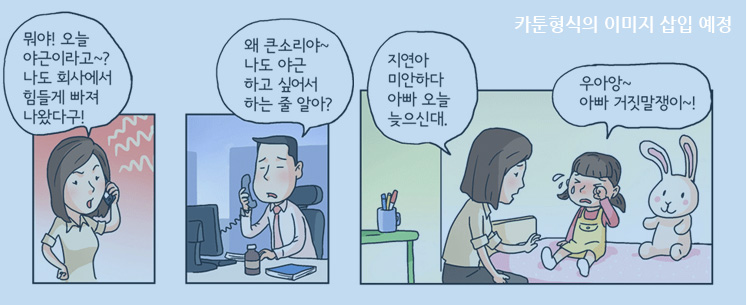 카툰형식의 이미지 삽입 예정
뭐야! 오늘
야근이라고~?
나도 회사에서
힘들게 빠져
나왔다구!
왜 큰소리야~
나도 야근
하고 싶어서
하는 줄 알아?
지연아
미안하다
아빠 오늘
늦으신대.
우아앙~
아빠 거짓말쟁이~!